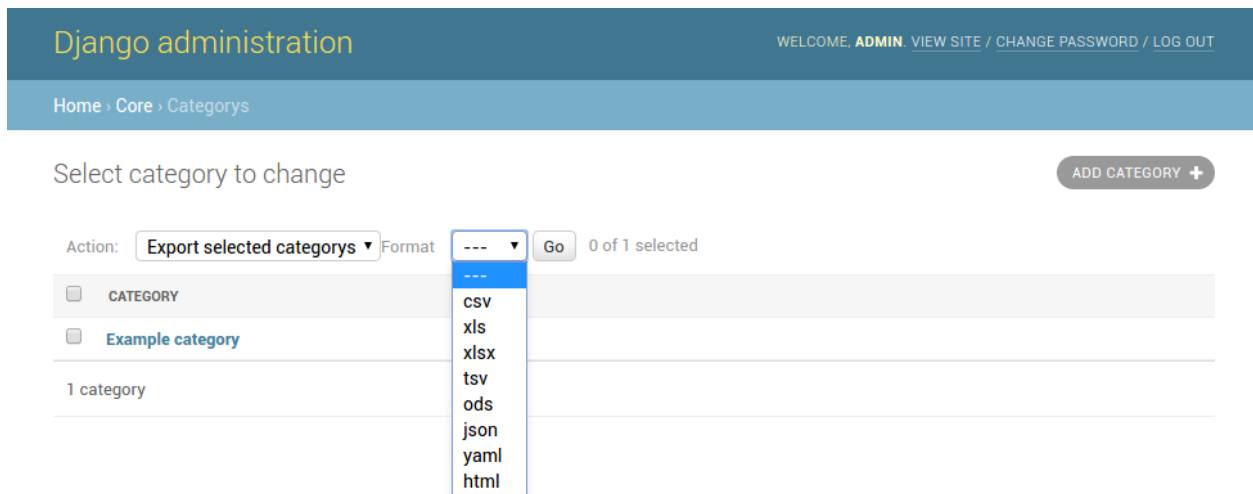 Django administration
WELCOME, ADMIN. VIEW SITE / CHANGE PASSWORD / LOG OUT
Home › Core › Categorys
Select category to change
ADD CATEGORY +
Action: Export selected categorys Format --- Go 0 of 1 selected
---
csv
xls
xlsx
tsv
ods
json
yaml
html
CATEGORY
Example category
1 category